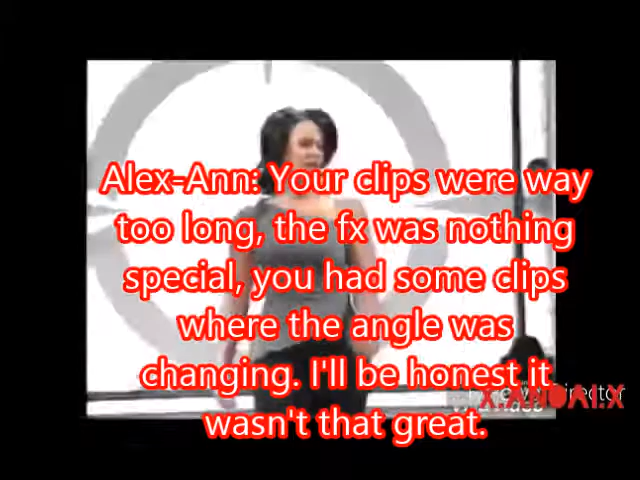 Alex-Ann: Your clips were way
too long, the fx was nothing
special, you had some clips
where the angle was
changing. I'll be honest it
wasn't that great.